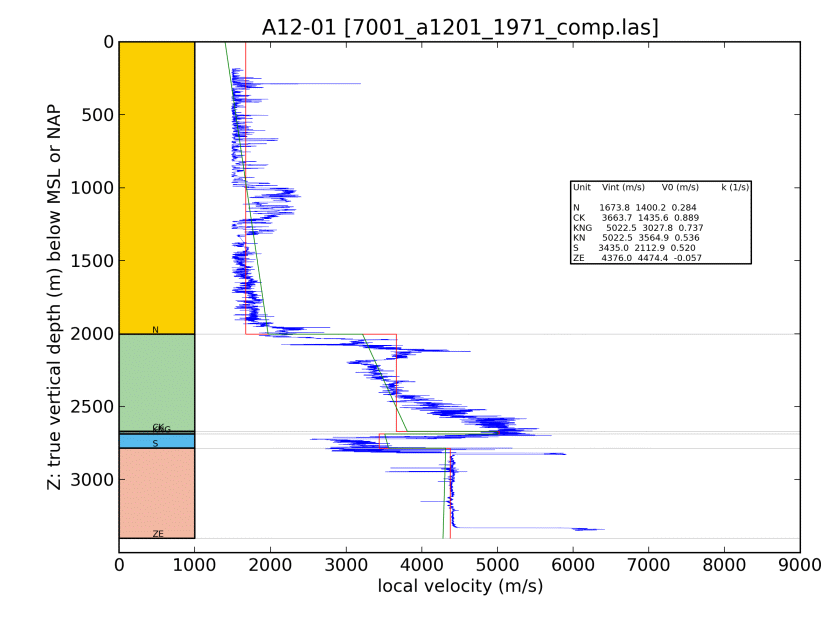 A12-01 [7001_a1201_1971_comp.las]
Z: true vertical depth (m) below MSL or NAP
0
500
1000
1500
2000
2500
3000
N
CK
KNG
S
ZE
Unit Vint (m/s) V0 (m/s) k (1/s)
N 1673.8 1400.2 0.284
CK 3663.7 1435.6 0.889
KNG 5022.5 3027.8 0.737
KN 5022.5 3564.9 0.536
S 3435.0 2112.9 0.520
ZE 4376.0 4474.4 -0.057
0 1000 2000 3000 4000 5000 6000 7000 8000 9000
local velocity (m/s)